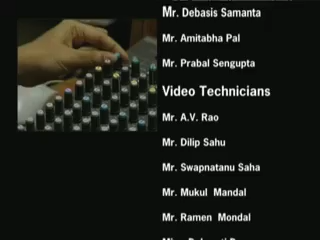 Mr. Debasis Samanta
Mr. Amitabha Pal
Mr. Prabal Sengupta
Video Technicians
Mr. A.V. Rao
Mr. Dilip Sahu
Mr. Swapnatanu Saha
Mr. Mukul Mandal
Mr. Ramen Mondal